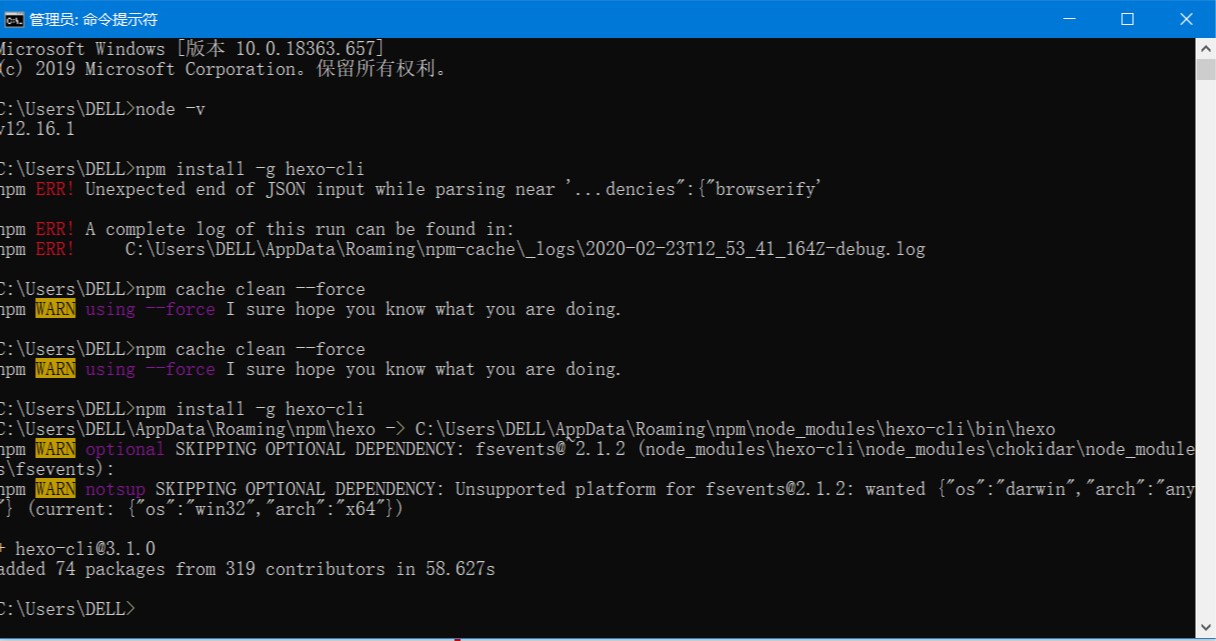 管理员: 命令提示符
Microsoft Windows [版本 10.0.18363.657]
(c) 2019 Microsoft Corporation。保留所有权利。
C:\Users\DELL>node -v
v12.16.1
C:\Users\DELL>npm install -g hexo-cli
npm ERR! Unexpected end of JSON input while parsing near '...dencies":{"browserify'
npm ERR! A complete log of this run can be found in:
npm ERR!     C:\Users\DELL\AppData\Roaming\npm-cache\_logs\2020-02-23T12_53_41_164Z-debug.log
C:\Users\DELL>npm cache clean --force
npm WARN using --force I sure hope you know what you are doing.
C:\Users\DELL>npm cache clean --force
npm WARN using --force I sure hope you know what you are doing.
C:\Users\DELL>npm install -g hexo-cli
C:\Users\DELL\AppData\Roaming\npm\hexo -> C:\Users\DELL\AppData\Roaming\npm\node_modules\hexo-cli\bin\hexo
npm WARN optional SKIPPING OPTIONAL DEPENDENCY: fsevents@~2.1.2 (node_modules\hexo-cli\node_modules\chokidar\node_module
s\fsevents):
npm WARN notsup SKIPPING OPTIONAL DEPENDENCY: Unsupported platform for fsevents@2.1.2: wanted {"os":"darwin","arch":"any
"} (current: {"os":"win32","arch":"x64"})
+ hexo-cli@3.1.0
added 74 packages from 319 contributors in 58.627s
C:\Users\DELL>